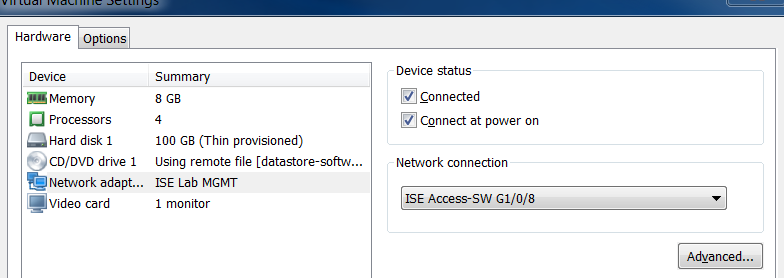 Virtual Machine Settings
Hardware Options
Device Summary
Memory 8 GB
Processors 4
Hard disk 1 100 GB (Thin provisioned)
CD/DVD drive 1 Using remote file [datastore-softw...
Network adapt... ISE Lab MGMT
Video card 1 monitor
Device status
Connected
Connect at power on
Network connection
ISE Access-SW G1/0/8
Advanced...